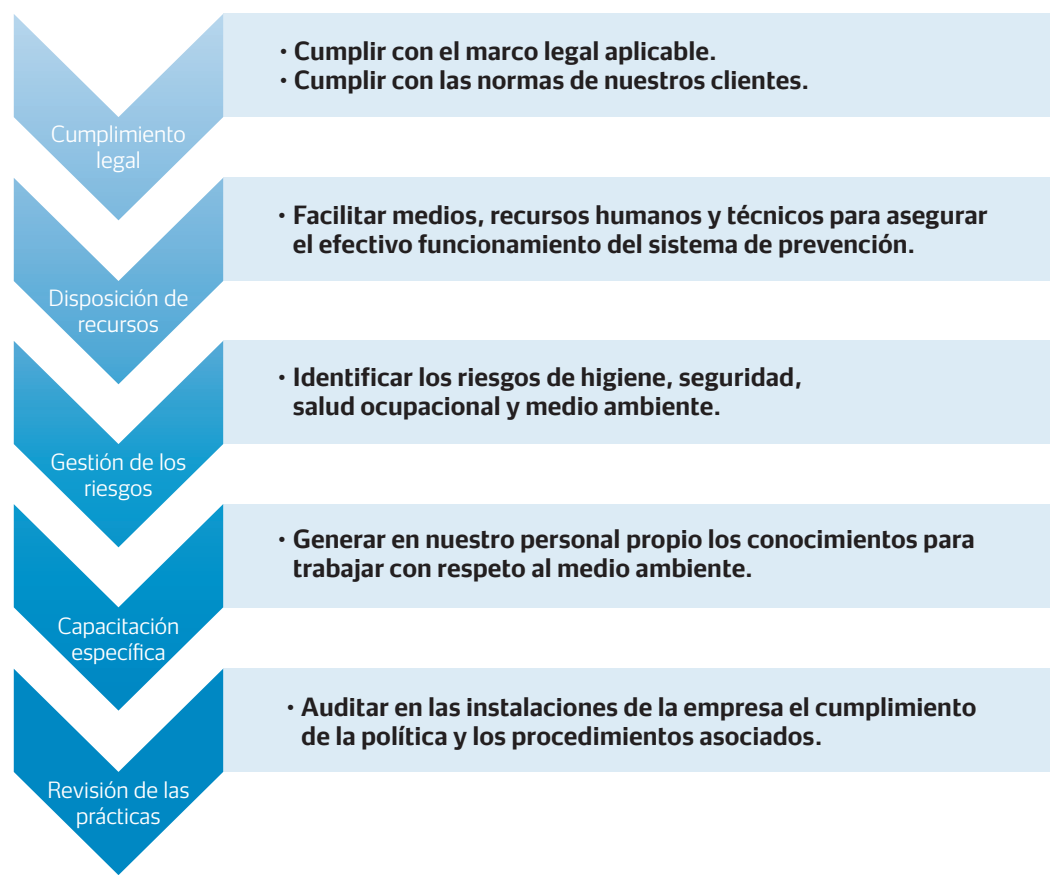 · Cumplir con el marco legal aplicable.
· Cumplir con las normas de nuestros clientes.
Cumplimiento
legal
· Facilitar medios, recursos humanos y técnicos para asegurar
el efectivo funcionamiento del sistema de prevención.
Disposición de
recursos
· Identificar los riesgos de higiene, seguridad,
salud ocupacional y medio ambiente.
Gestión de los
riesgos
· Generar en nuestro personal propio los conocimientos para
trabajar con respeto al medio ambiente.
Capacitación
específica
· Auditar en las instalaciones de la empresa el cumplimiento
de la política y los procedimientos asociados.
Revisión de las
prácticas